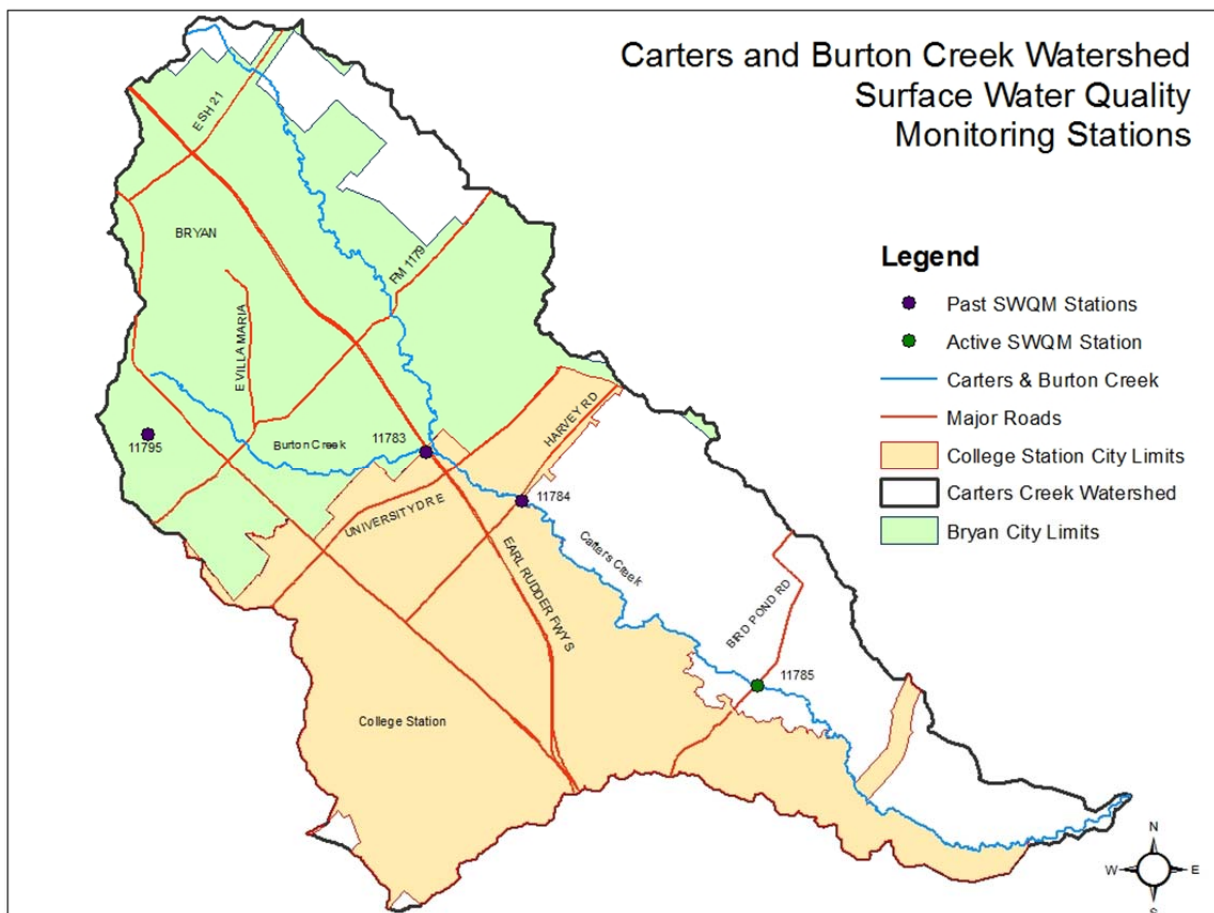 Carters and Burton Creek Watershed
Surface Water Quality
Monitoring Stations
E SH 21
BRYAN
FM 1179
E VILLA MARIA
Legend
Past SWQM Stations
Active SWQM Station
Carters & Burton Creek
Major Roads
College Station City Limits
Carters Creek Watershed
Bryan City Limits
HARVEY RD
11795
Burton Creek
11783
11784
UNIVERSITY DR E
EARL RUDDER FWY S
Carters Creek
BIRD POND RD
11785
College Station
N
W
E
S